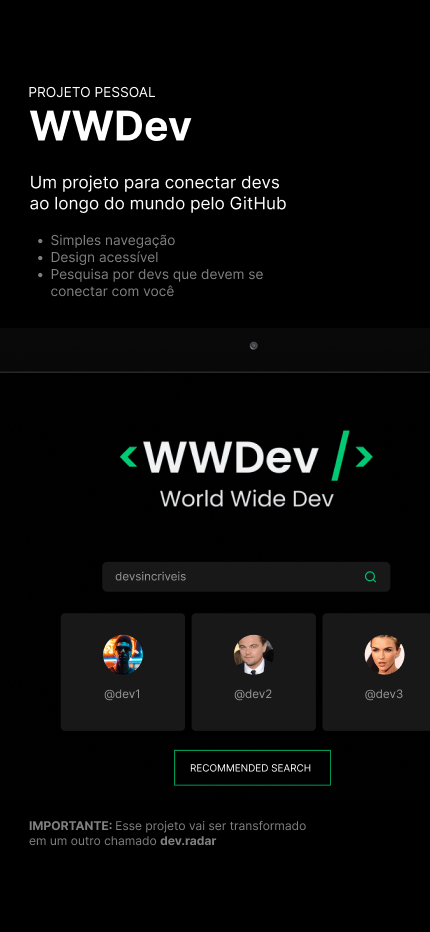 PROJETO PESSOAL
WWDev
Um projeto para conectar devs
ao longo do mundo pelo GitHub
• Simples navegação
• Design acessível
• Pesquisa por devs que devem se
conectar com você
<WWDev />
World Wide Dev
devsincriveis
@dev1 @dev2 @dev3
RECOMMENDED SEARCH
IMPORTANTE: Esse projeto vai ser transformado
em um outro chamado dev.radar